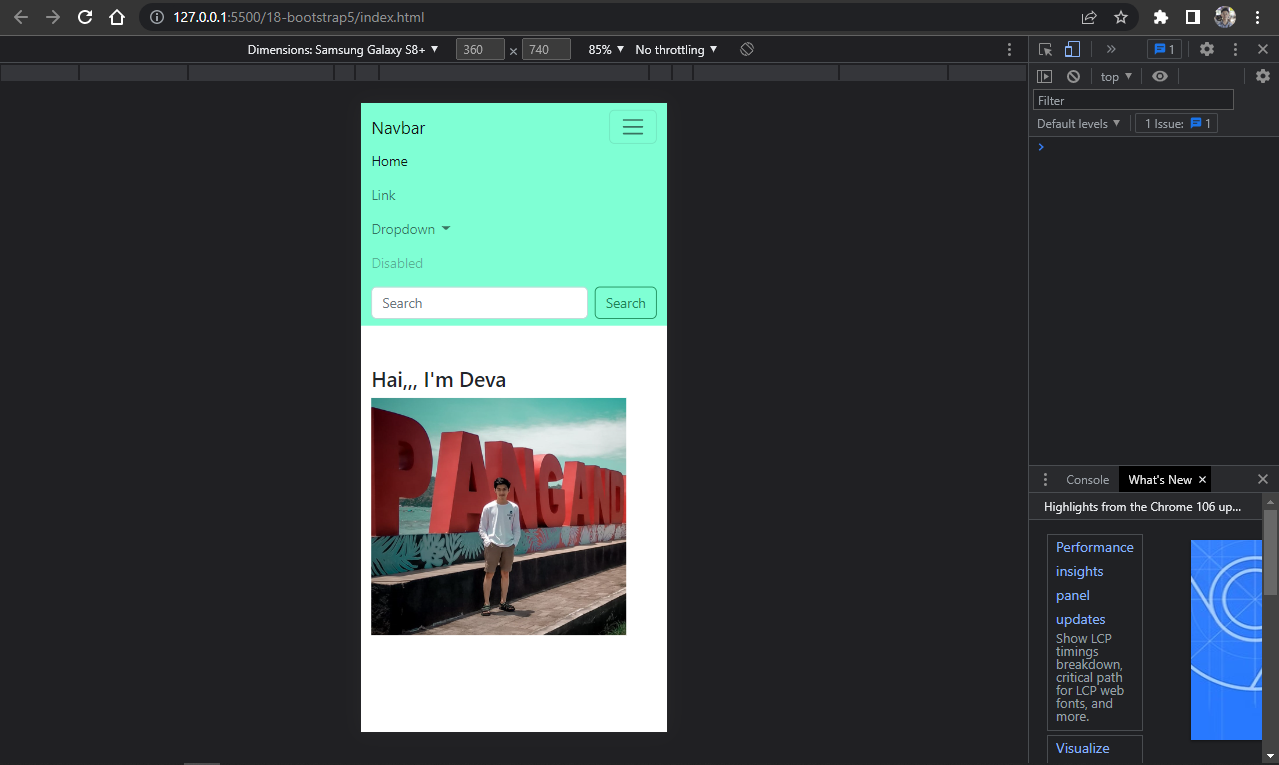 127.0.0.1:5500/18-bootstrap5/index.html
Dimensions: Samsung Galaxy S8+ ▼ 360 × 740 85% ▼ No throttling ▼
1
top ▼
Filter
Default levels ▼ 1 Issue: 1
Navbar
Home
Link
Dropdown
Disabled
Search Search
Hai,,, I'm Deva
PANGAND
Console What's New ×
Highlights from the Chrome 106 up...
Performance
insights
panel
updates
Show LCP
timings
breakdown,
critical path
for LCP web
fonts, and
more.
Visualize